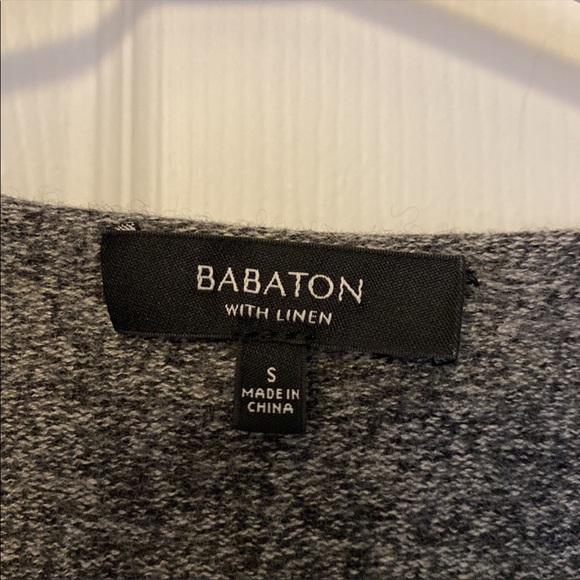 BABATON
WITH LINEN
S
MADE IN
CHINA